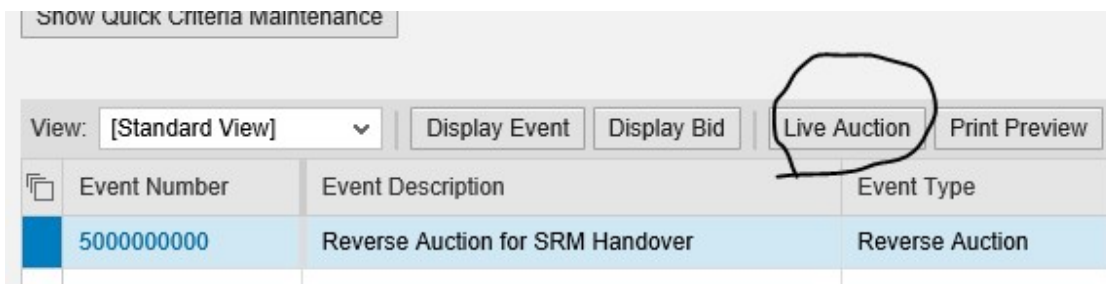 Show Quick Criteria Maintenance
View: [Standard View] Display Event Display Bid Live Auction Print Preview
Event Number Event Description Event Type
5000000000 Reverse Auction for SRM Handover Reverse Auction